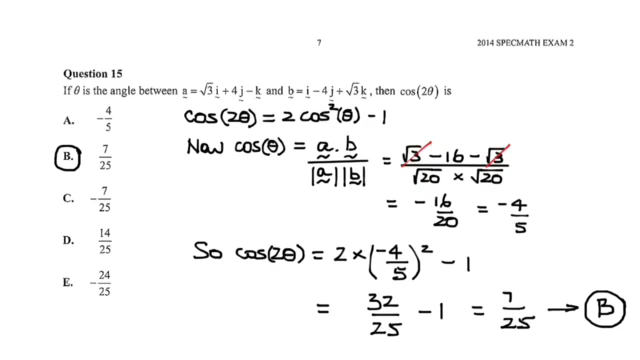 7
2014 SPECMATH EXAM 2
Question 15
If θ is the angle between a = √3 i + 4 j − k and b = i − 4 j + √3 k, then cos(2θ) is
A. −4/5
B. 7/25
C. −7/25
D. 14/25
E. −24/25
cos(2θ) = 2 cos²(θ) − 1
Now cos(θ) = a . b / |a||b| = √3 − 16 − √3 / √20 × √20
= −16/20 = −4/5
So cos(2θ) = 2 × (−4/5)² − 1
= 32/25 − 1 = 7/25 → B